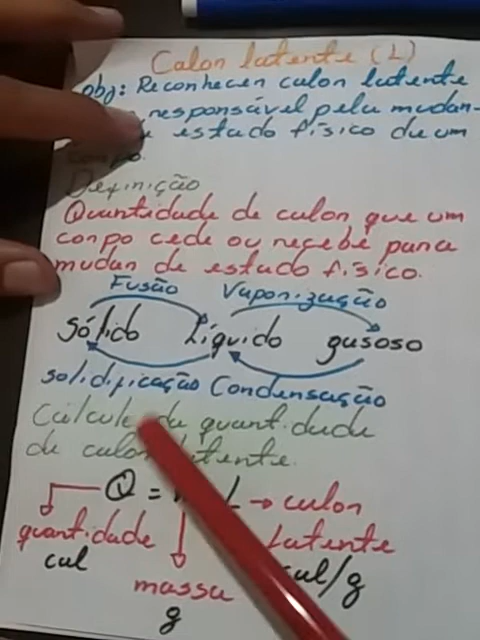 Calor latente (L)
obj: Reconhecer calor latente
responsável pela mudan-
estado físico de um
Definição
Quantidade de calor que um
corpo cede ou recebe para
mudar de estado físico.
Fusão Vaporização
Sólido Líquido gasoso
solidificação Condensação
quantidade
de calor latente.
Q = L → calor
quantidade latente
cal massa cal/g
g